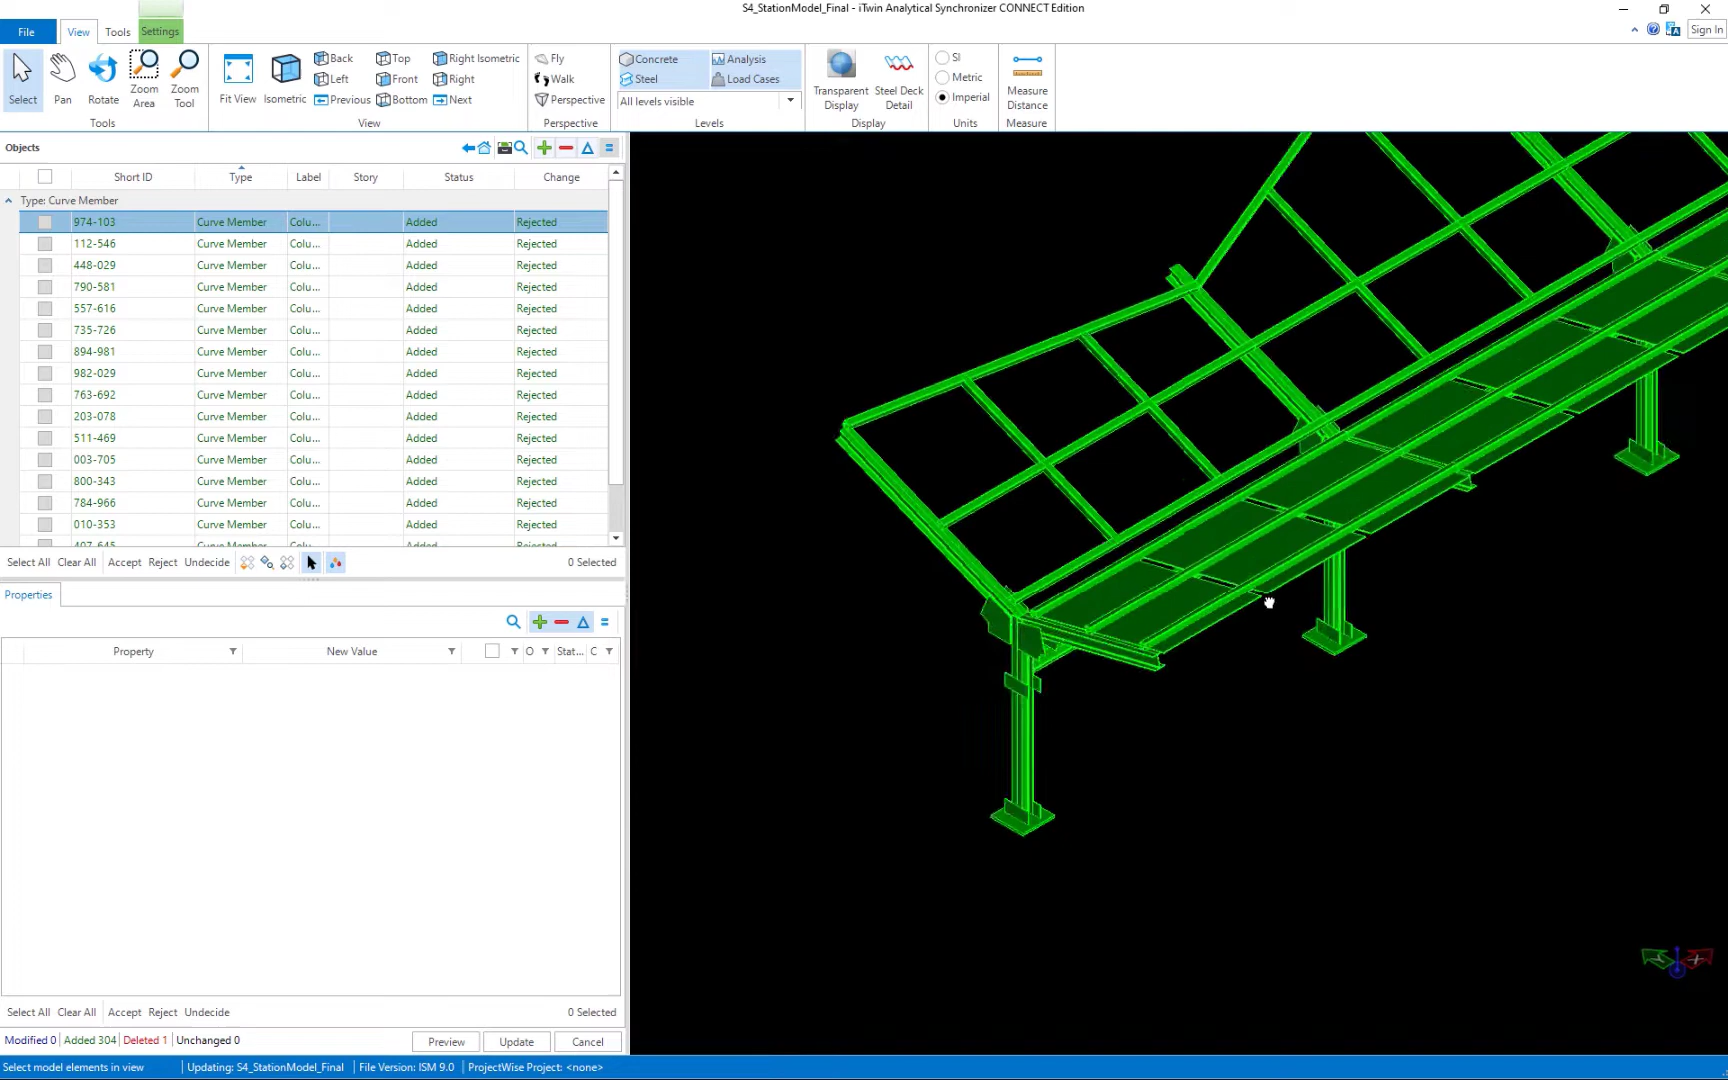 S4_StationModel_Final - iTwin Analytical Synchronizer CONNECT Edition
File View Tools Settings Sign In
Select Pan Rotate Zoom Area Zoom Tool
Tools
Fit View Isometric
Back Top Right Isometric
Left Front Right
Previous Bottom Next
View
Fly
Walk
Perspective
Perspective
Concrete Analysis
Steel Load Cases
All levels visible
Levels
Transparent Display Steel Deck Detail
Display
SI
Metric
Imperial
Units
Measure Distance
Measure
Objects
Short ID Type Label Story Status Change
Type: Curve Member
974-103 Curve Member Colu... Added Rejected
112-546 Curve Member Colu... Added Rejected
448-029 Curve Member Colu... Added Rejected
790-581 Curve Member Colu... Added Rejected
557-616 Curve Member Colu... Added Rejected
735-726 Curve Member Colu... Added Rejected
894-981 Curve Member Colu... Added Rejected
982-029 Curve Member Colu... Added Rejected
763-692 Curve Member Colu... Added Rejected
203-078 Curve Member Colu... Added Rejected
511-469 Curve Member Colu... Added Rejected
003-705 Curve Member Colu... Added Rejected
800-343 Curve Member Colu... Added Rejected
784-966 Curve Member Colu... Added Rejected
010-353 Curve Member Colu... Added Rejected
407-645 Curve Member Colu... Added Rejected
Select All Clear All Accept Reject Undecide 0 Selected
Properties
Property New Value O Stat... C
Select All Clear All Accept Reject Undecide 0 Selected
Modified 0 Added 304 Deleted 1 Unchanged 0 Preview Update Cancel
Select model elements in view Updating: S4_StationModel_Final File Version: ISM 9.0 ProjectWise Project: <none>